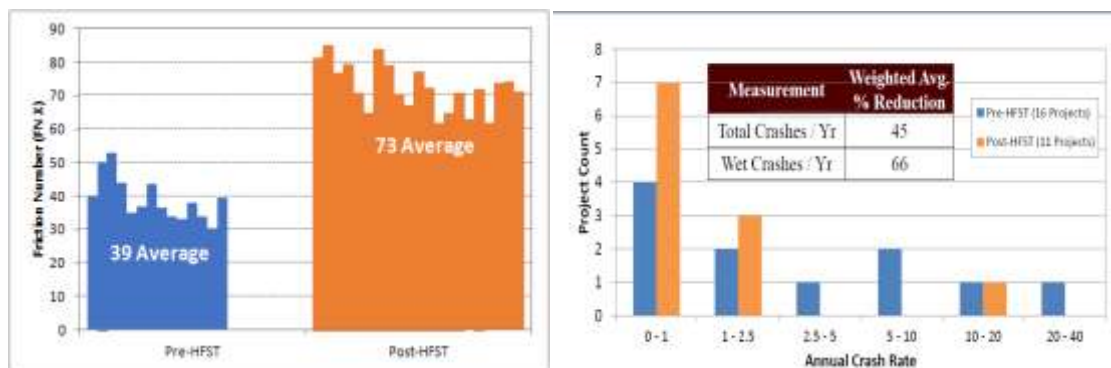 90
80
70
60
50
40
30
20
10
0
Friction Number (FN X)
39 Average
73 Average
Pre-HFST
Post-HFST
8
7
6
5
4
3
2
1
0
Project Count
Measurement
Weighted Avg.
% Reduction
Total Crashes / Yr
45
Wet Crashes / Yr
66
Pre-HFST (16 Projects)
Post-HFST (11 Projects)
0 - 1
1 - 2.5
2.5 - 5
5 - 10
10 - 20
20 - 40
Annual Crash Rate